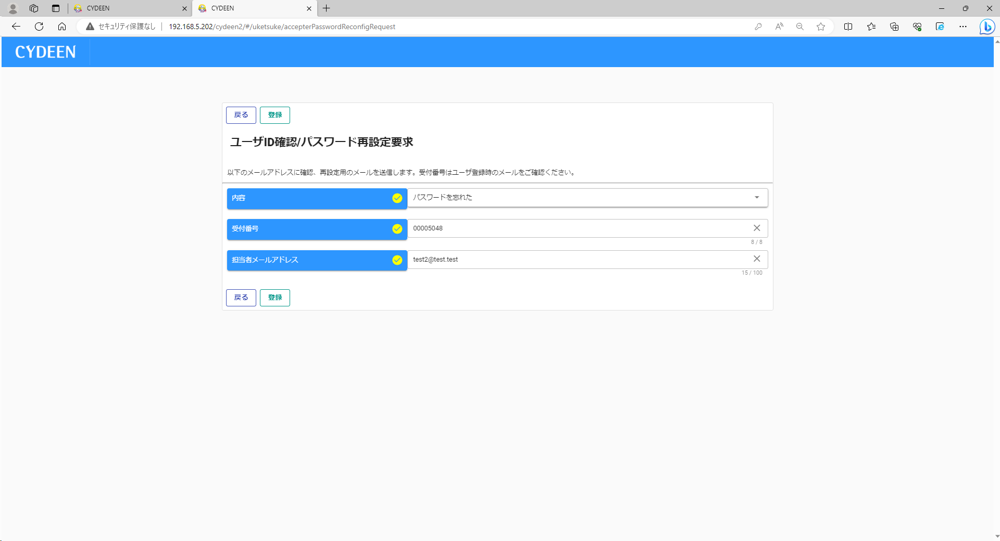 CYDEEN
CYDEEN
セキュリティ保護なし
192.168.5.202/cydeen2/#/uketsuke/accepterPasswordReconfigRequest
CYDEEN
戻る
登録
ユーザID確認/パスワード再設定要求
以下のメールアドレスに確認、再設定用のメールを送信します。受付番号はユーザ登録時のメールをご確認ください。
内容
パスワードを忘れた
受付番号
00005048
8 / 8
担当者メールアドレス
test2@test.test
15 / 100
戻る
登録